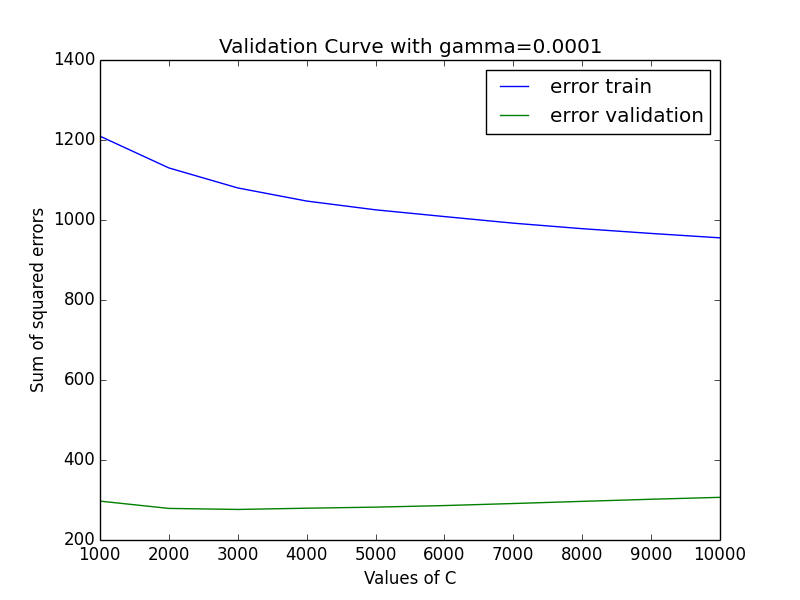 Validation Curve with gamma=0.0001
1400
1200
1000
800
600
400
200
Sum of squared errors
error train
error validation
1000 2000 3000 4000 5000 6000 7000 8000 9000 10000
Values of C